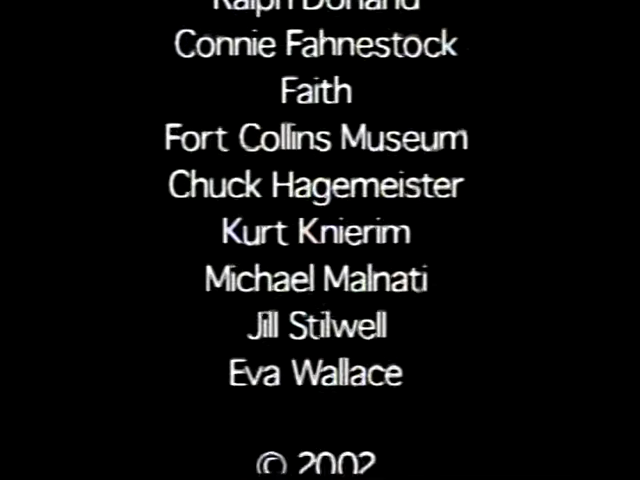 Connie Fahnestock
Faith
Fort Collins Museum
Chuck Hagemeister
Kurt Knierim
Michael Malnati
Jill Stilwell
Eva Wallace
© 2002